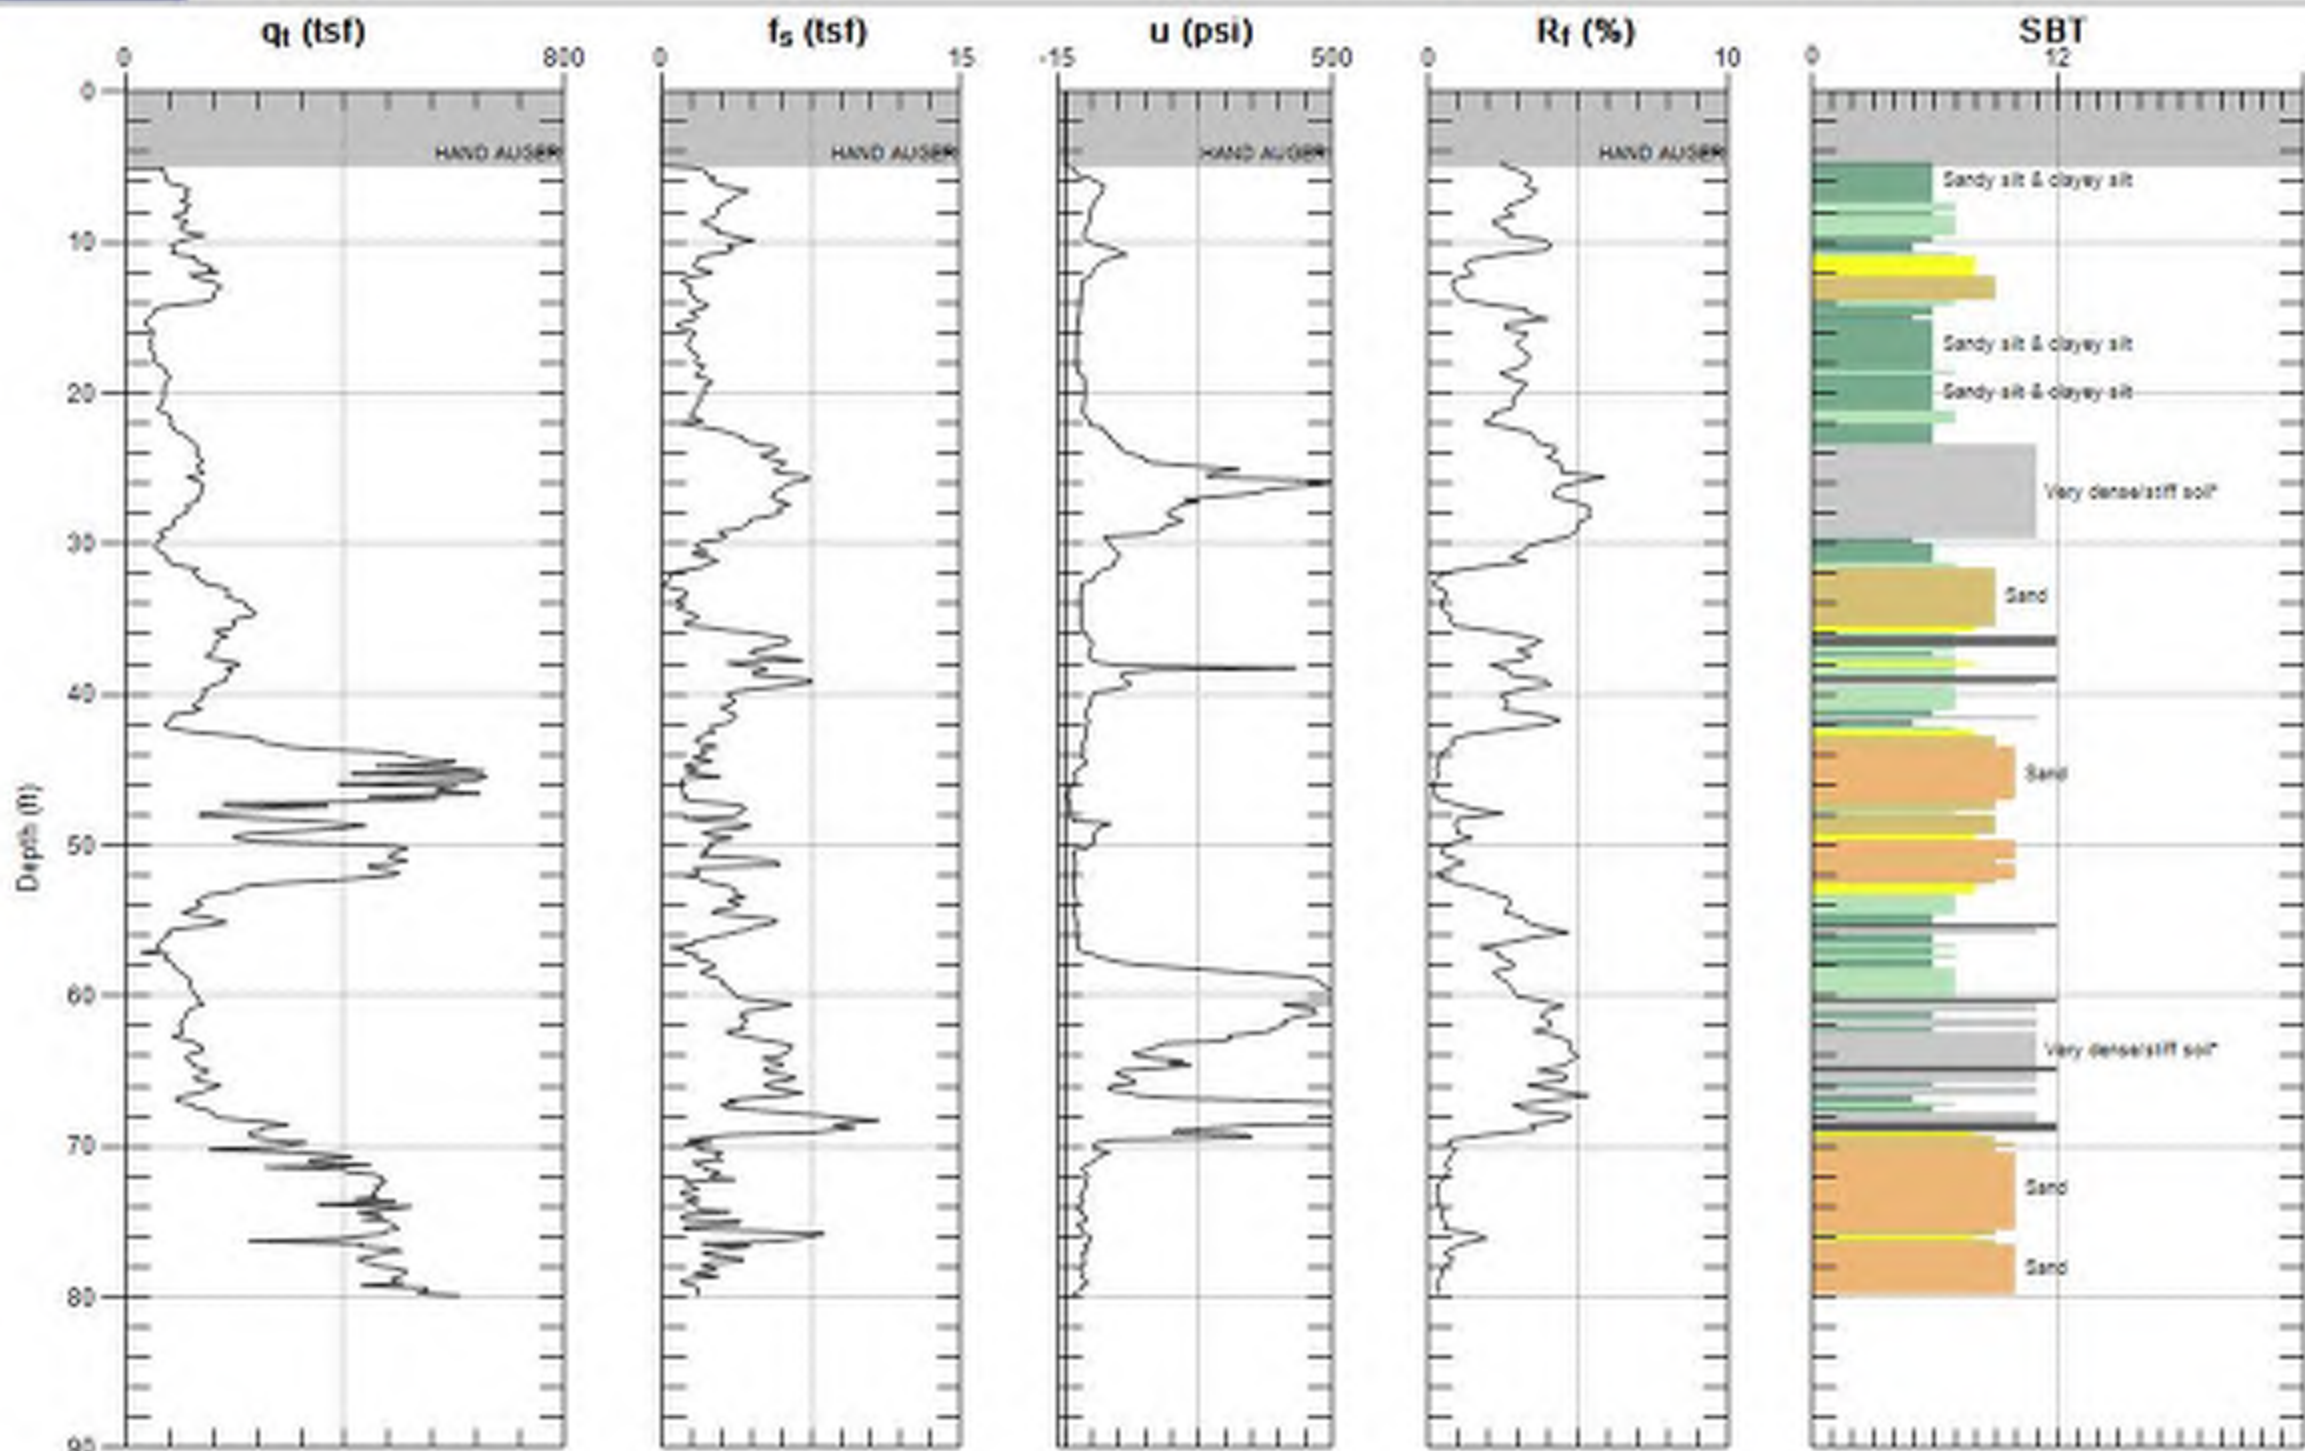 qt (tsf) fs (tsf) u (psi) Rf (%) SBT
0 800 0 15 -15 500 0 10 0 12
0
HAND AUGER HAND AUGER HAND AUGER HAND AUGER
Sandy silt & clayey silt
10
Sandy silt & clayey silt
20 Sandy silt & clayey silt
Very dense/stiff soil*
30
Sand
40
Sand
Depth (ft)
50
60
Very dense/stiff soil*
70
Sand
Sand
80
90